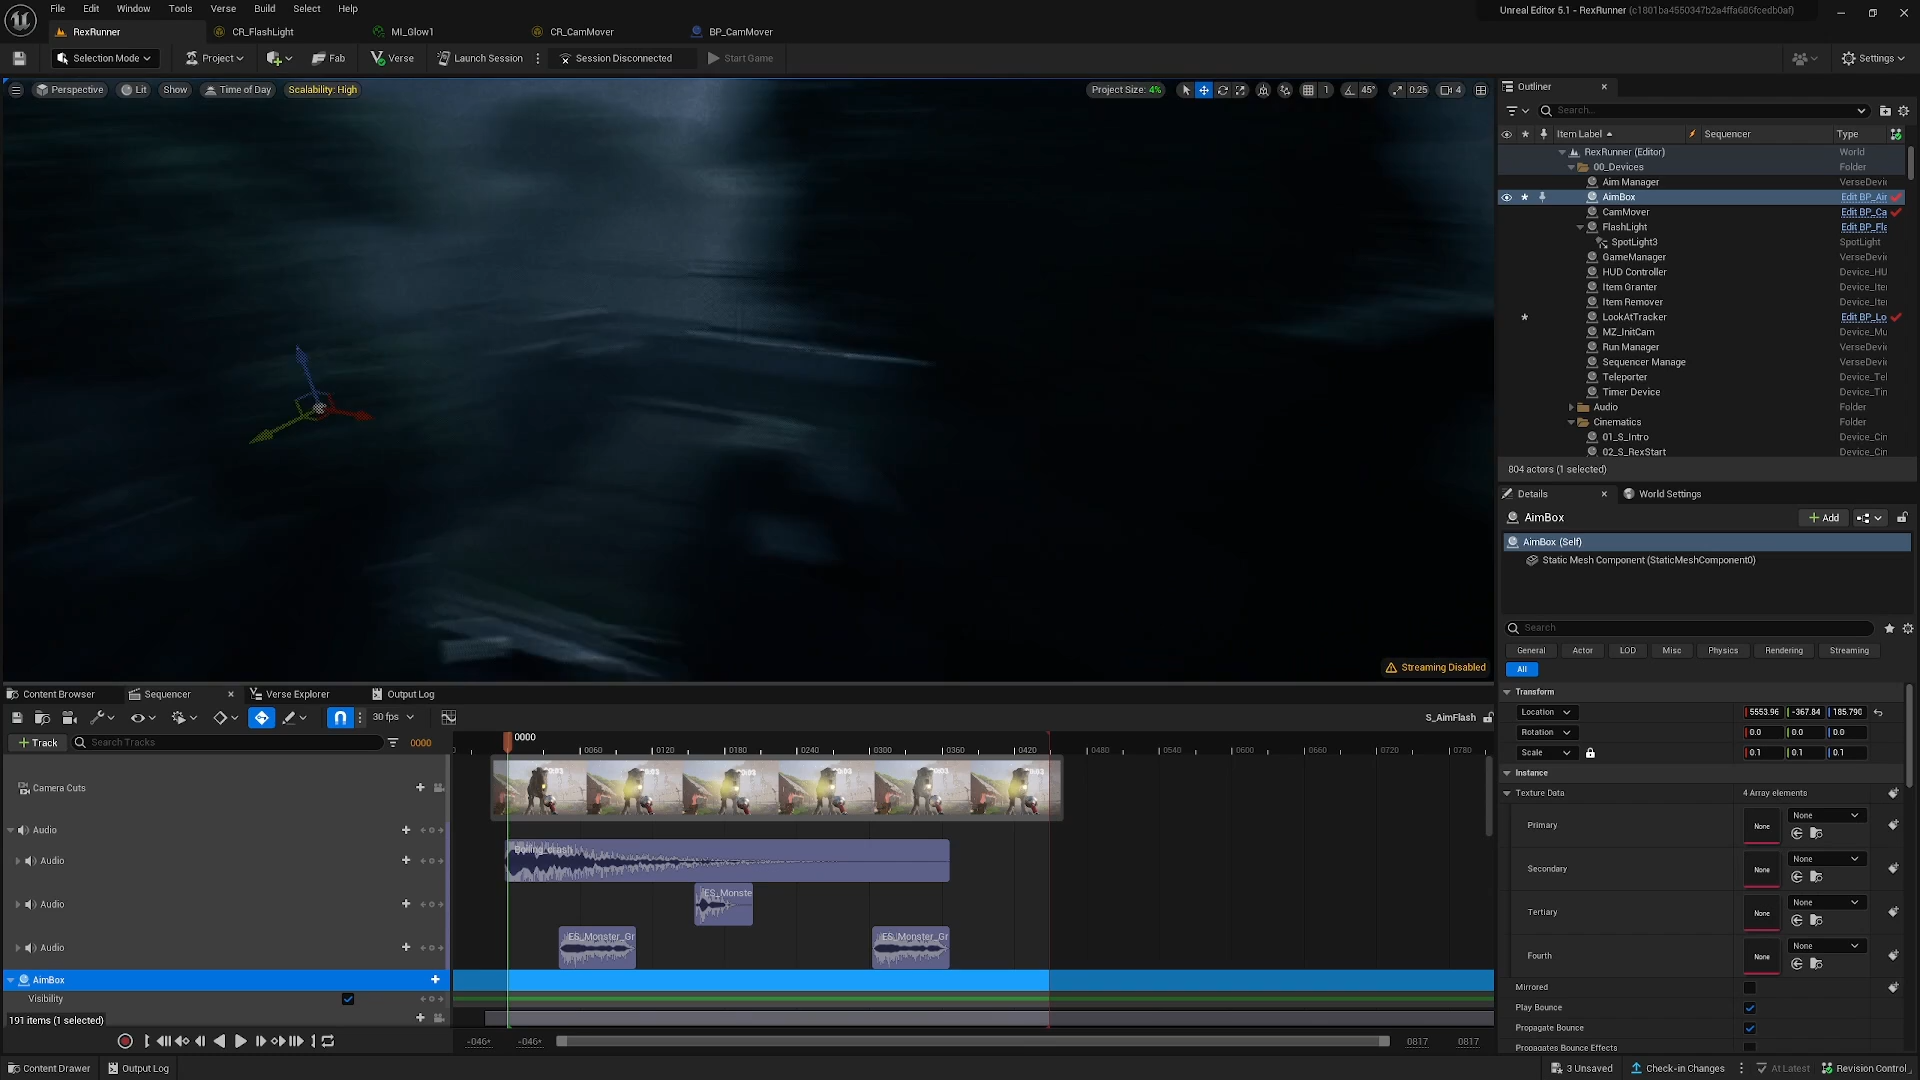 File Edit Window Tools Verse Build Select Help
Unreal Editor 5.1 - RexRunner (c1801ba4550347b2a4ffa686fcedb0af)
RexRunner CR_FlashLight MI_Glow1 CR_CamMover BP_CamMover
Selection Mode Project Fab Verse Launch Session Session Disconnected Start Game Settings
Perspective Lit Show Time of Day Scalability: High Project Size: 4% 1 45° 0.25 4
Outliner
Search...
Item Label Sequencer Type
RexRunner (Editor) World
00_Devices Folder
Aim Manager VerseDevic
AimBox Edit BP_Air
CamMover Edit BP_Ca
FlashLight Edit BP_Fla
SpotLight3 SpotLight
GameManager VerseDevic
HUD Controller Device_HU
Item Granter Device_Ite
Item Remover Device_Ite
LookAtTracker Edit BP_Lo
MZ_InitCam Device_Mu
Run Manager VerseDevic
Sequencer Manage VerseDevic
Teleporter Device_Tel
Timer Device Device_Tin
Audio Folder
Cinematics Folder
01_S_Intro Device_Cin
02_S_RexStart Device_Cin
804 actors (1 selected)
Details World Settings
AimBox Add
AimBox (Self)
Static Mesh Component (StaticMeshComponent0)
Search
General Actor LOD Misc Physics Rendering Streaming
All
Transform
Location 5553.96 -367.84 185.790
Rotation 0.0 0.0 0.0
Scale 0.1 0.1 0.1
Instance
Texture Data 4 Array elements
Primary None None
Secondary None None
Tertiary None None
Fourth None None
Mirrored
Play Bounce
Propagate Bounce
Propagates Bounce Effects
Streaming Disabled
Content Browser Sequencer Verse Explorer Output Log
30 fps S_AimFlash
Track Search Tracks 0000
0000
0060 0120 0180 0240 0300 0360 0420 0480 0540 0600 0660 0720 0780
Camera Cuts
Audio
Audio
ES_Monste
Audio
Audio
ES_Monster_Gr ES_Monster_Gr
AimBox
Visibility
191 items (1 selected)
-046* -046* 0817 0817
Content Drawer Output Log 3 Unsaved Check-in Changes At Latest Revision Control